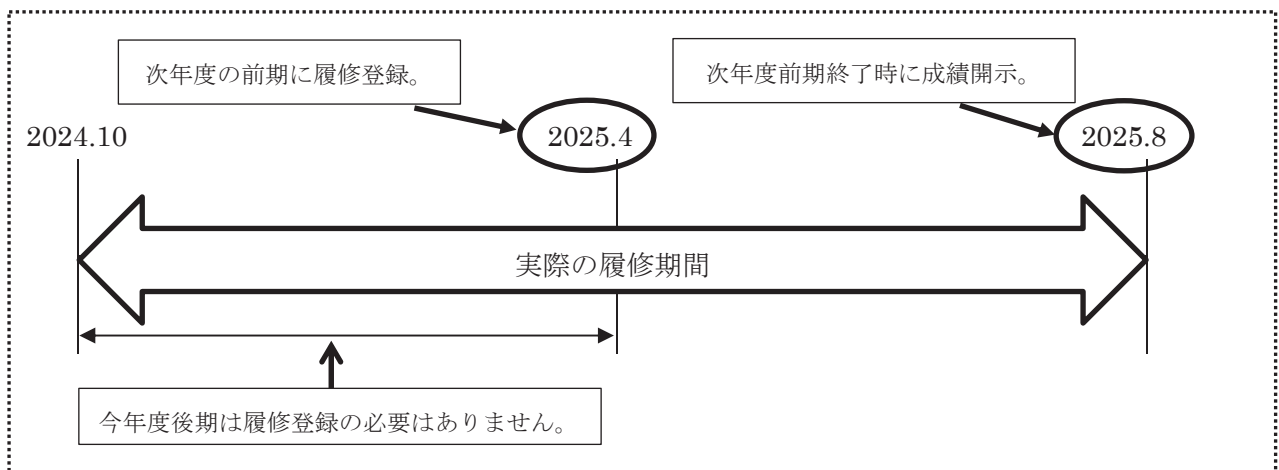 次年度の前期に履修登録。
次年度前期終了時に成績開示。
2024.10
2025.4
2025.8
実際の履修期間
今年度後期は履修登録の必要はありません。